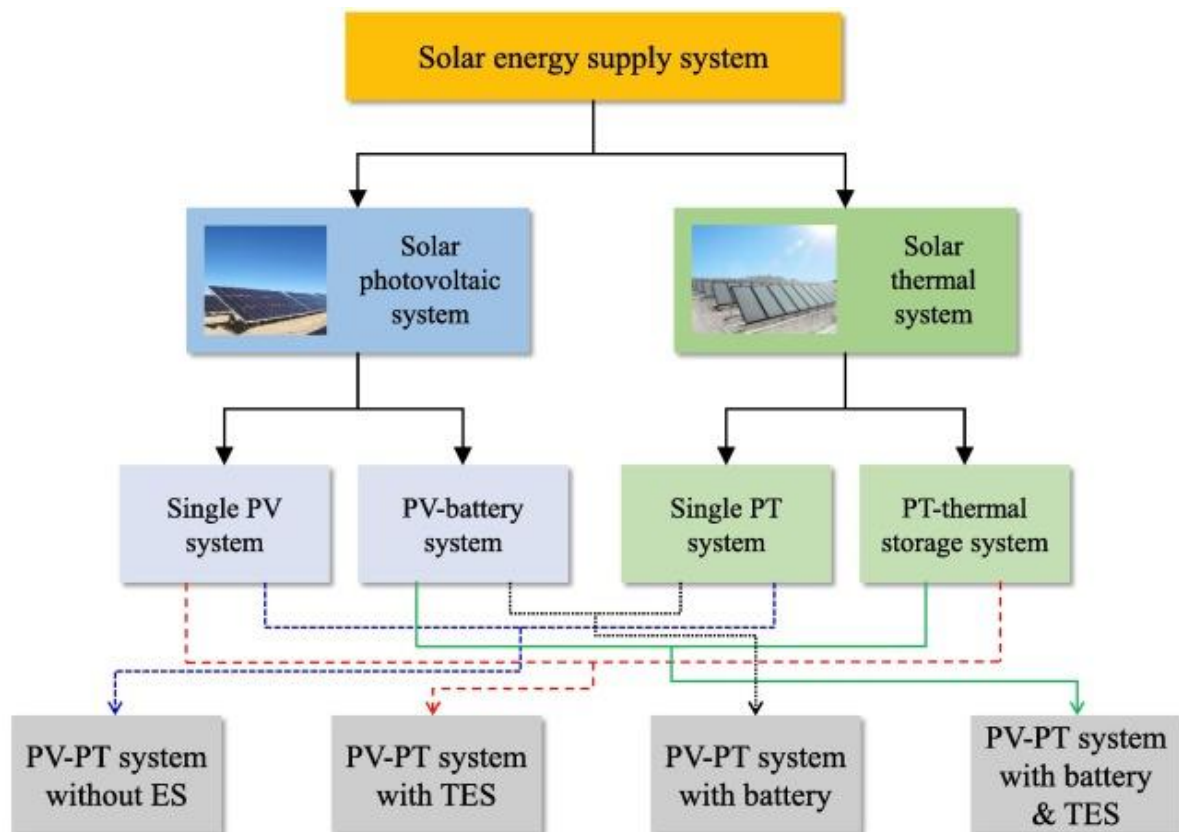 Solar energy supply system
Solar
photovoltaic
system
Solar
thermal
system
Single PV
system
PV-battery
system
Single PT
system
PT-thermal
storage system
PV-PT system
without ES
PV-PT system
with TES
PV-PT system
with battery
PV-PT system
with battery
& TES